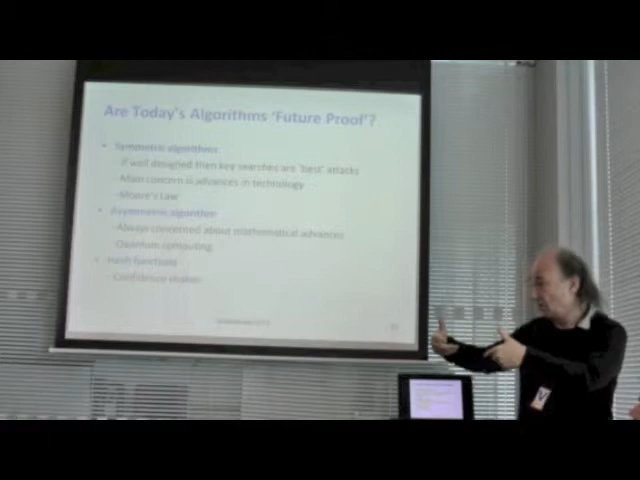 Are Today's Algorithms 'Future Proof'?
• Symmetric algorithms
-If well designed then key searches are 'best' attacks
-Main concern is advances in technology
-Moore's Law
• Asymmetric algorithm
-Always concerned about mathematical advances
-Quantum computing
• Hash functions
-Confidence shaken
V